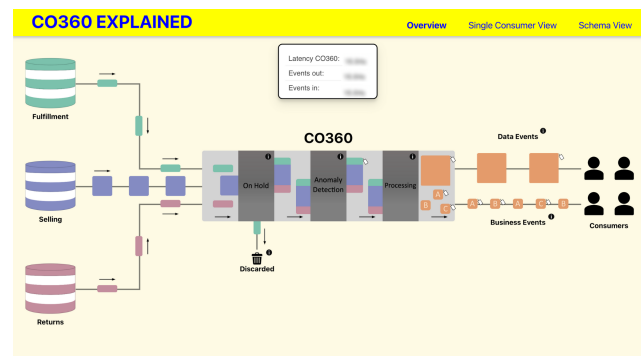 CO360 EXPLAINED
Overview Single Consumer View Schema View
Latency CO360:
Events out:
Events in:
Fulfillment
CO360
Data Events
On Hold
Anomaly
Detection
Processing
Selling
A
B C
A B A C B
Business Events
Consumers
Discarded
Returns